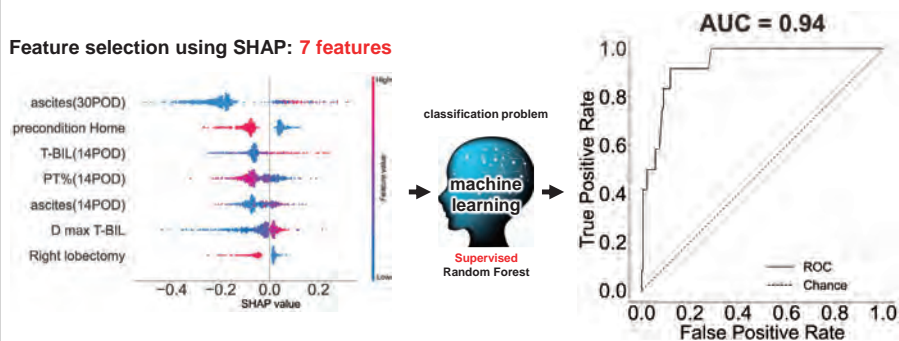 Feature selection using SHAP: 7 features
ascites(30POD)
precondition Home
T-BIL(14POD)
PT%(14POD)
ascites(14POD)
D max T-BIL
Right lobectomy
−0.4 −0.2 0.0 0.2
SHAP value
High
Feature value
Low
classification problem
machine
learning
Supervised
Random Forest
AUC = 0.94
True Positive Rate
1.0
0.8
0.6
0.4
0.2
0.0
ROC
Chance
0.0 0.2 0.4 0.6 0.8 1.0
False Positive Rate